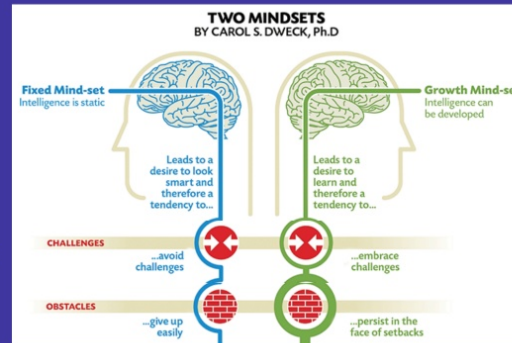 TWO MINDSETS
BY CAROL S. DWECK, Ph.D
Fixed Mind-set
Intelligence is static
Growth Mind-se
Intelligence can
be developed
Leads to a
desire to look
smart and
therefore a
tendency to...
Leads to a
desire to
learn and
therefore a
tendency to...
CHALLENGES
...avoid
challenges
...embrace
challenges
OBSTACLES
...give up
easily
...persist in the
face of setbacks